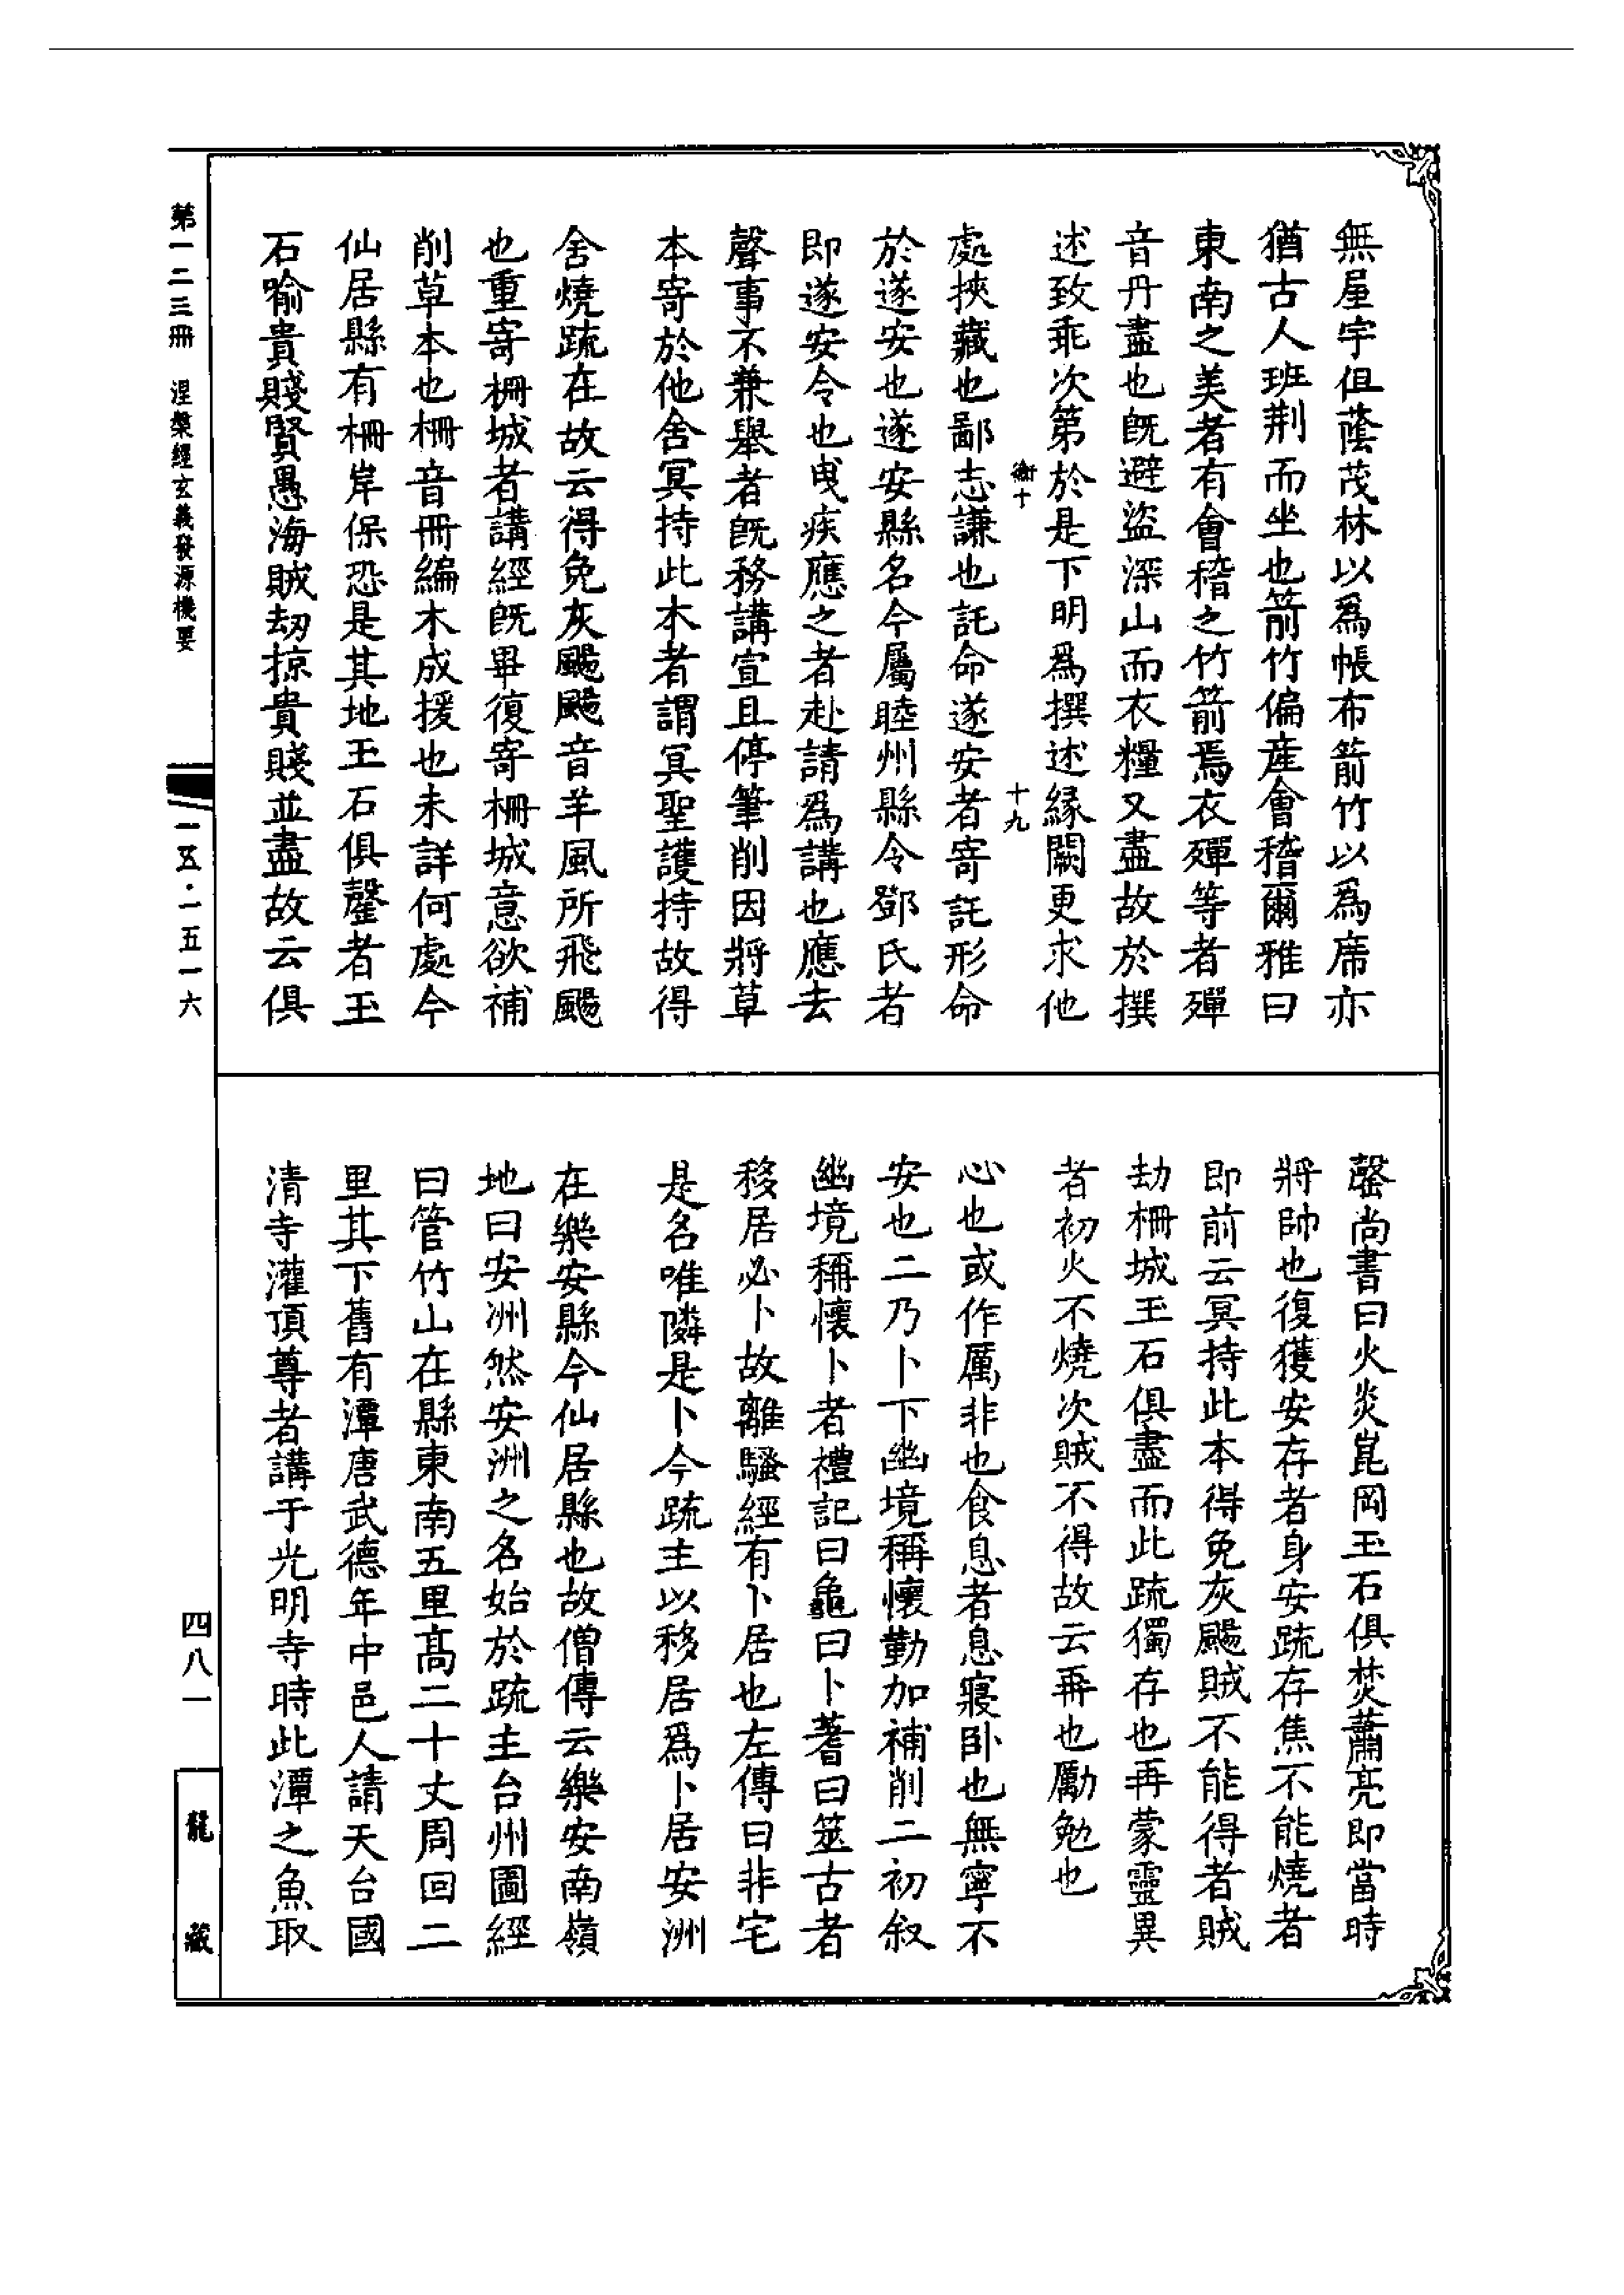 無屋宇但蔭茂林以爲帳布箭竹以爲席亦
猶古人班荆而坐也箭竹偏産會稽爾雅曰
東南之美者有會稽之竹箭焉衣殫等者殫
音丹盡也旣避盜深山而衣糧又盡故於撰
述致乖次第於是下明爲撰述縁闕更求他
衡十
十九
處挾藏也鄙志謙也託命遂安者寄託形命
於遂安也遂安縣名今屬睦州縣令鄧氏者
即遂安令也曵疾應之者赴請爲講也應去
聲事不兼舉者旣務講宣且停筆削因將草
本寄於他舍冥持此本者謂冥聖護持故得
舍燒䟽在故云得免灰颺颺音羊風所飛颺
也重寄柵城者講經旣畢復寄柵城意欲補
削草本也柵音冊編木成援也未詳何處今
仙居縣有柵岸保恐是其地玉石俱罄者玉
石喻貴賤賢愚海賊劫掠貴賤並盡故云俱
罄尚書曰火炎崑岡玉石俱焚蕭亮即當時
將帥也復獲安存者身安䟽存焦不能燒者
即前云冥持此本得免灰颺賊不能得者賊
劫柵城玉石俱盡而此䟽獨存也再蒙靈異
者初火不燒次賊不得故云再也勵勉也
心也或作厲非也食息者息寢卧也無寧不
安也二乃卜下幽境稱懷勤加補削二初叙
幽境稱懷卜者禮記曰龜曰卜蓍曰筮古者
移居必卜故離騷經有卜居也左傳曰非宅
是名唯隣是卜今䟽主以移居爲卜居安洲
在樂安縣今仙居縣也故僧傳云樂安南嶺
地曰安洲然安洲之名始於䟽主台州圖經
曰管竹山在縣東南五里髙二十丈周回二
里其下舊有潭唐武德年中邑人請天台國
清寺灌頂尊者講于光明寺時此潭之魚取
第一二三冊　涅槃經玄義發源機要
一五·一五一六
四八一
龍藏